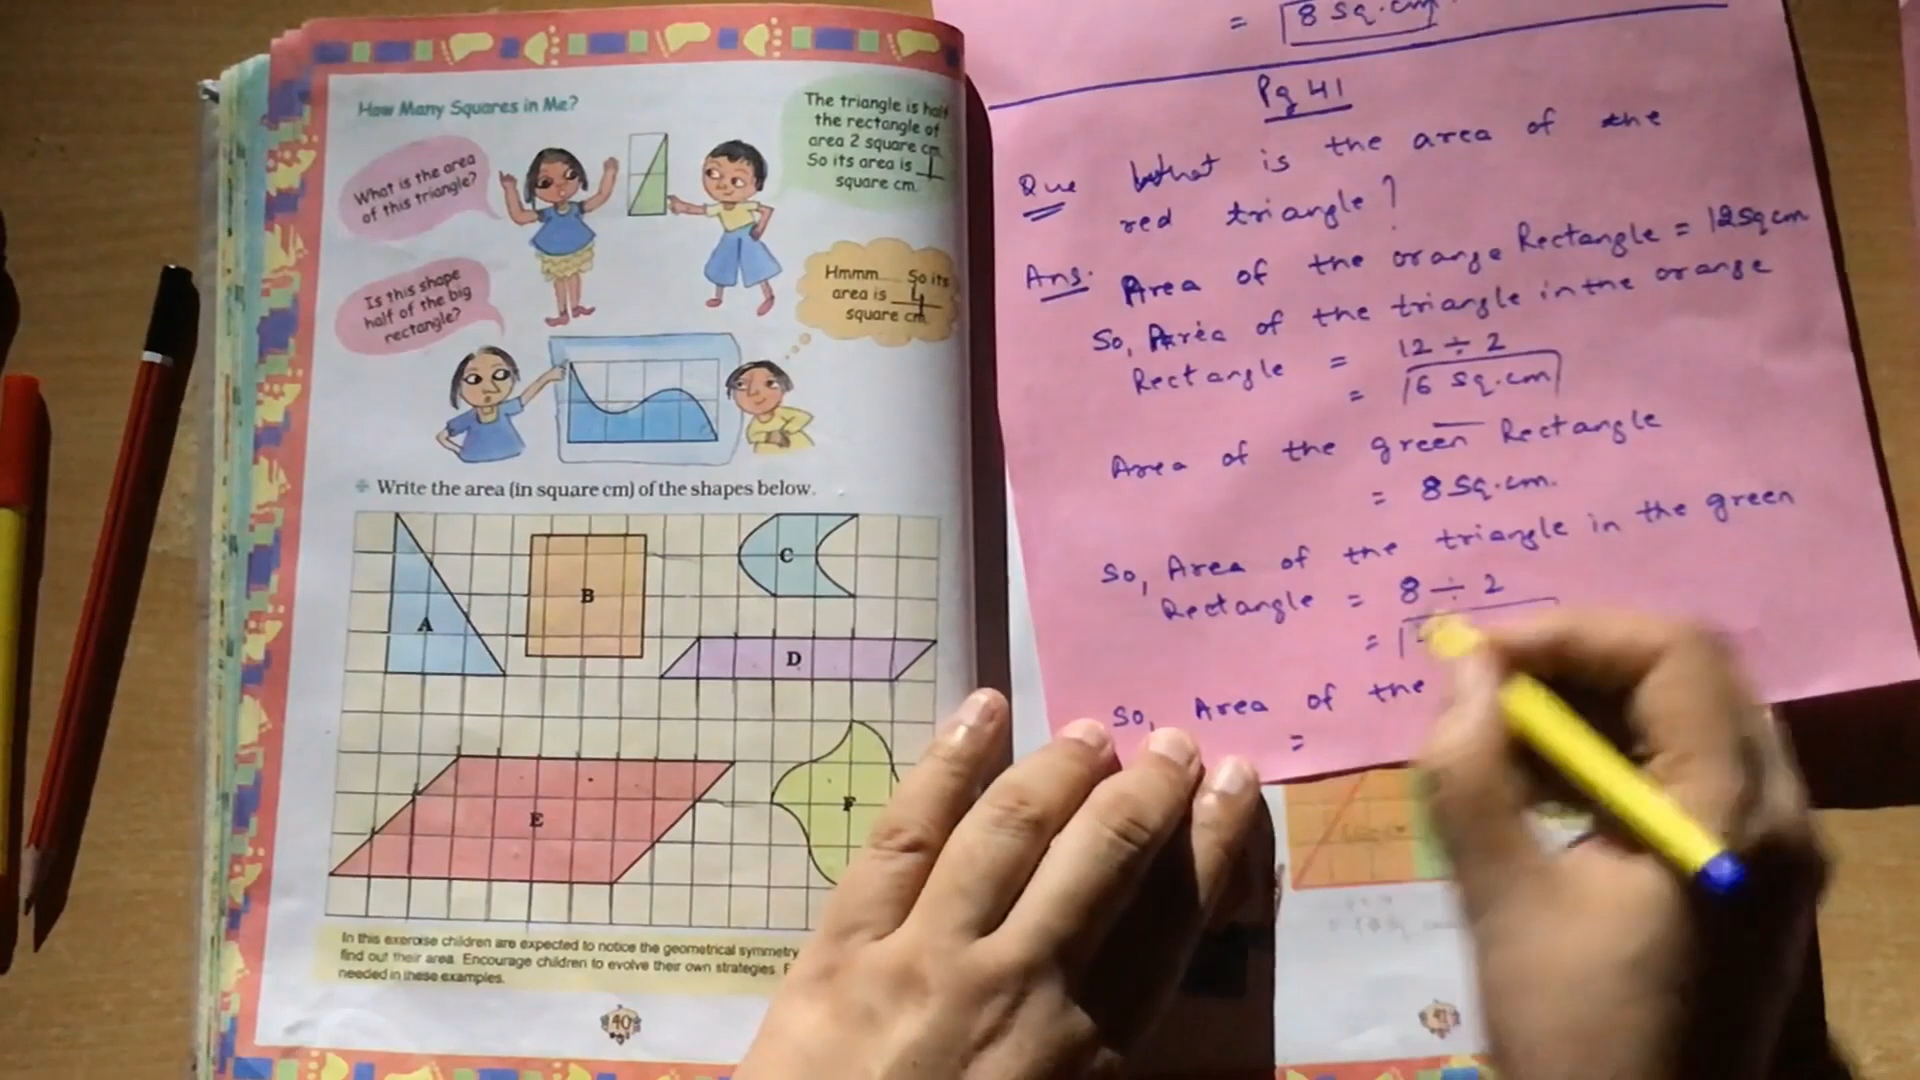 How Many Squares in Me?
What is the area
of this triangle?
The triangle is half
the rectangle of
area 2 square cm.
So its area is 1
square cm.
Is this shape
half of the big
rectangle?
Hmmm... So its
area is 4
square cm.
Write the area (in square cm) of the shapes below.
A
B
C
D
E
F
In this exercise children are expected to notice the geometrical symmetry
find out their area. Encourage children to evolve their own strategies.
needed in these examples.
40
= 8 sq.cm.
Pg 41
Que What is the area of the
red triangle?
Ans. Area of the orange Rectangle = 12 sq cm
So, Area of the triangle in the orange
Rectangle = 12 ÷ 2
= 6 sq.cm
Area of the green Rectangle
= 8 sq.cm.
So, Area of the triangle in the green
Rectangle = 8 ÷ 2
=
So, Area of the
=
41